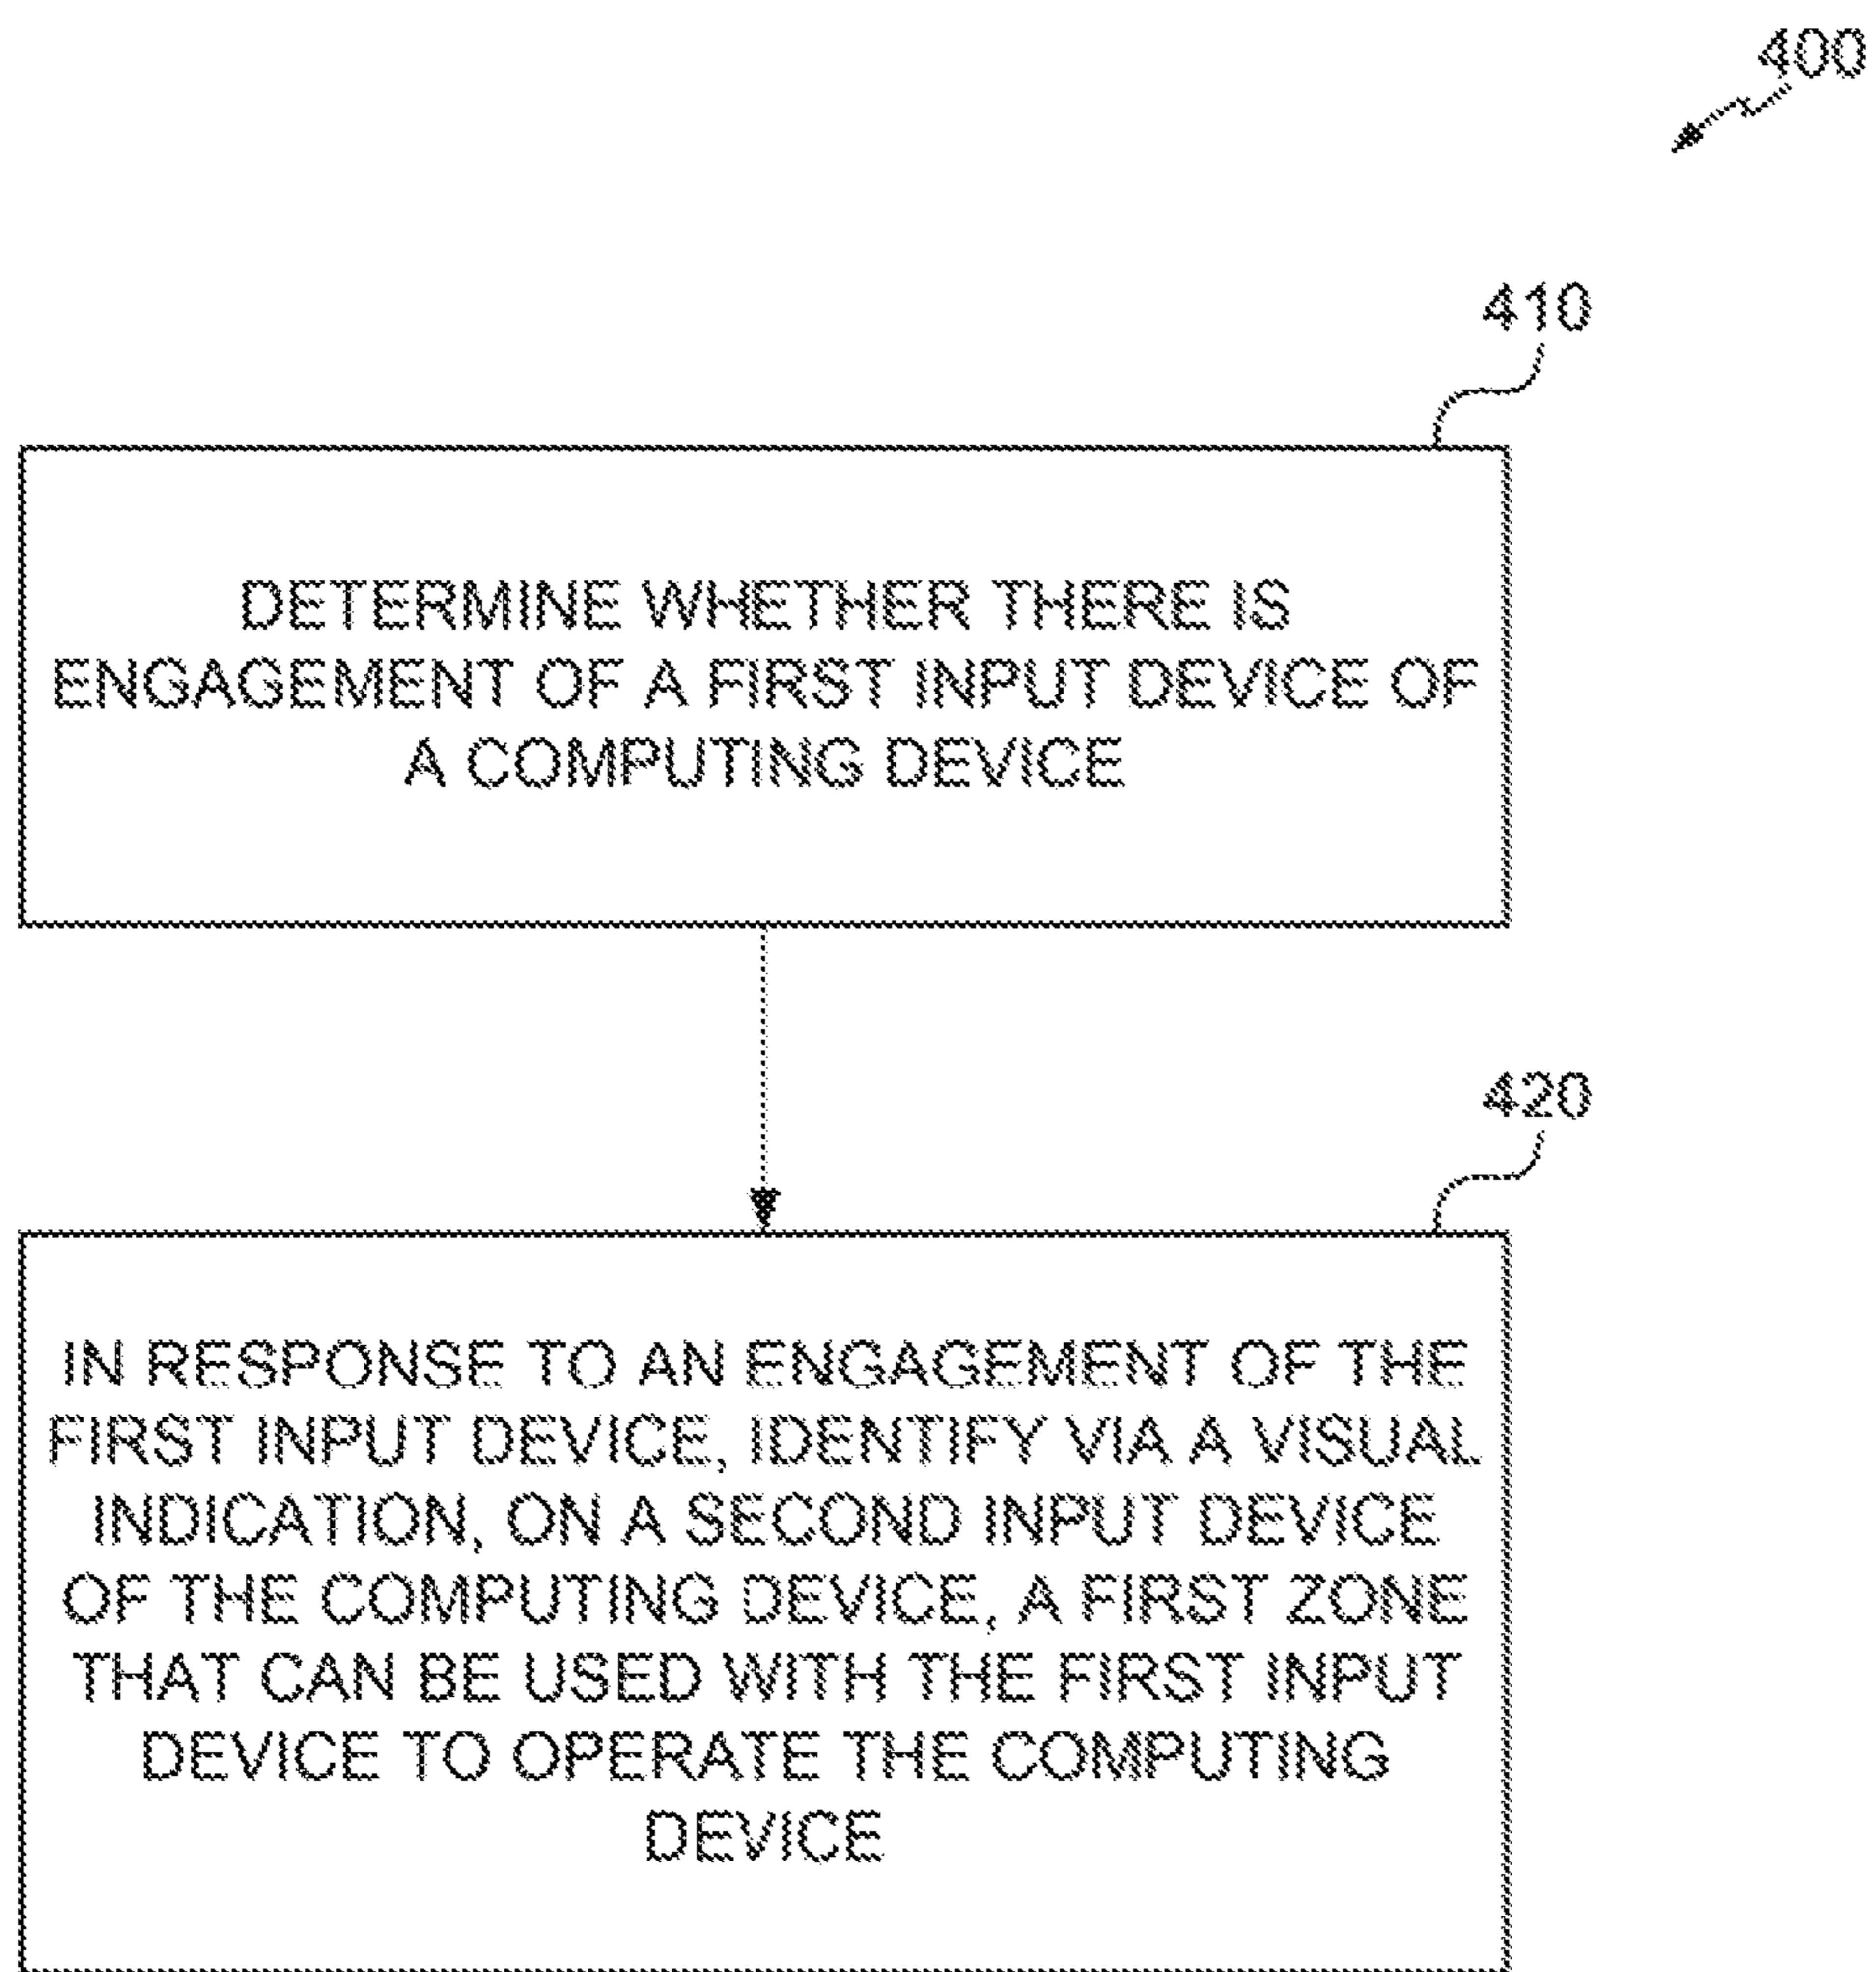 400
410
DETERMINE WHETHER THERE IS
ENGAGEMENT OF A FIRST INPUT DEVICE OF
A COMPUTING DEVICE
420
IN RESPONSE TO AN ENGAGEMENT OF THE
FIRST INPUT DEVICE, IDENTIFY VIA A VISUAL
INDICATION, ON A SECOND INPUT DEVICE
OF THE COMPUTING DEVICE, A FIRST ZONE
THAT CAN BE USED WITH THE FIRST INPUT
DEVICE TO OPERATE THE COMPUTING
DEVICE